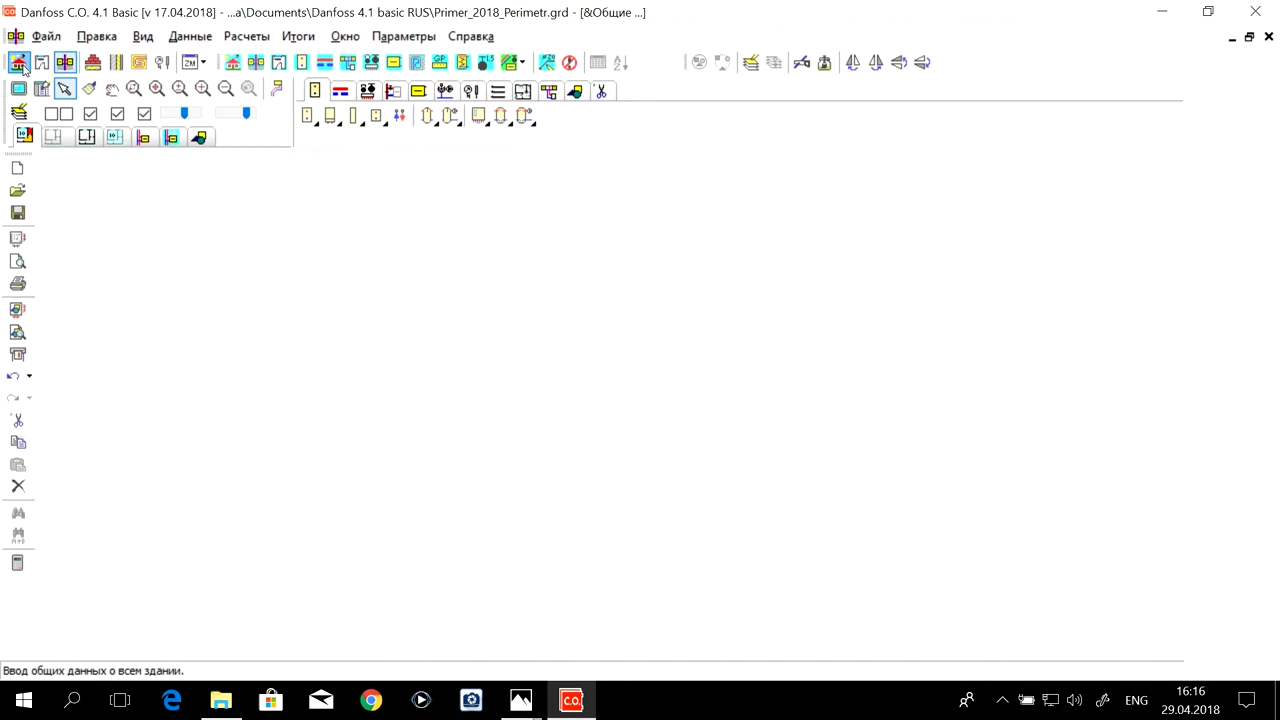 Danfoss C.O. 4.1 Basic [v 17.04.2018] - ...a\Documents\Danfoss 4.1 basic RUS\Primer_2018_Perimetr.grd - [&Общие ...]
Файл Правка Вид Данные Расчеты Итоги Окно Параметры Справка
ZM
Ввод общих данных о всем здании.
C.O.
ENG
16:16
29.04.2018